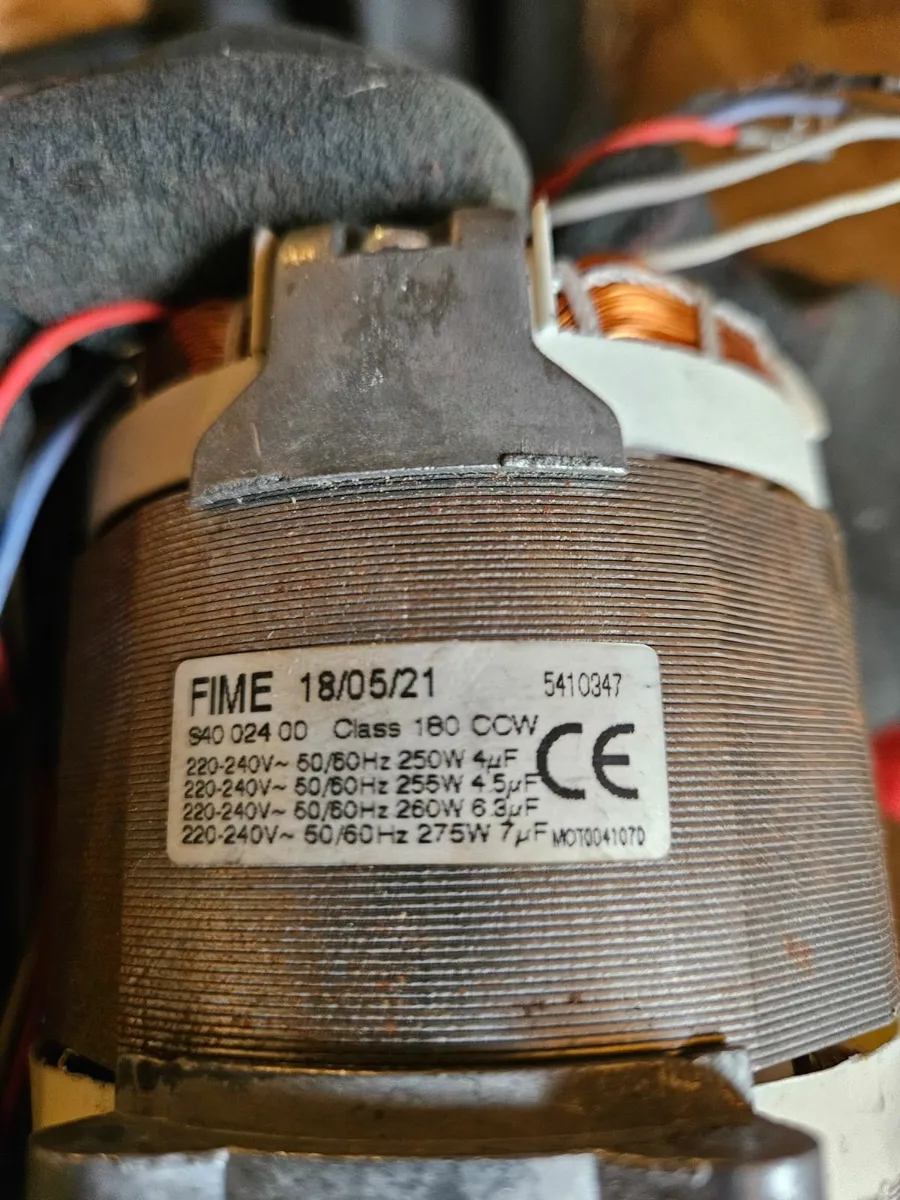 FIME 18/05/21 5410347
S40 024 00 Class 180 CCW
220-240V~ 50/60Hz 250W 4µF
220-240V~ 50/60Hz 255W 4.5µF
220-240V~ 50/60Hz 260W 6.3µF
220-240V~ 50/60Hz 275W 7µF
CE
MOT004107D